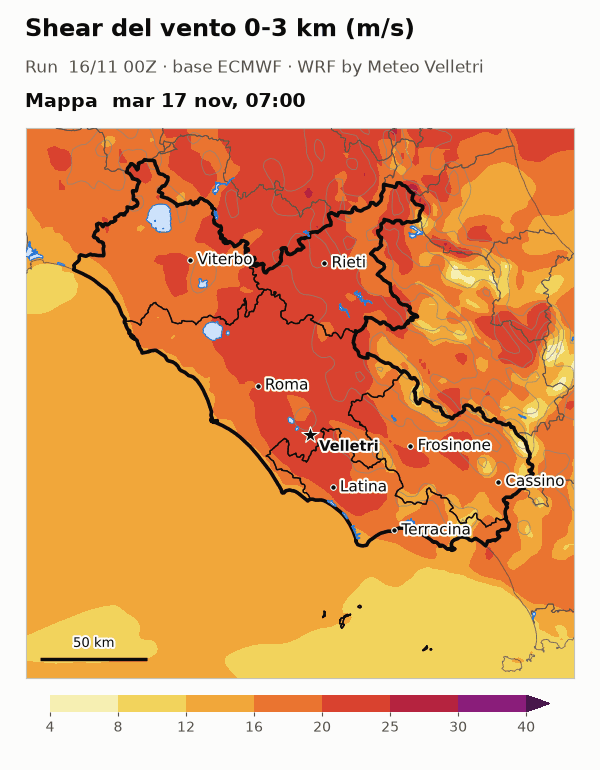 Shear del vento 0-3 km (m/s)
Run  16/11 00Z · base ECMWF · WRF by Meteo Velletri
Mappa  mar 17 nov, 07:00
Viterbo
Rieti
Roma
Velletri
Frosinone
Latina
Cassino
Terracina
50 km
4 8 12 16 20 25 30 40